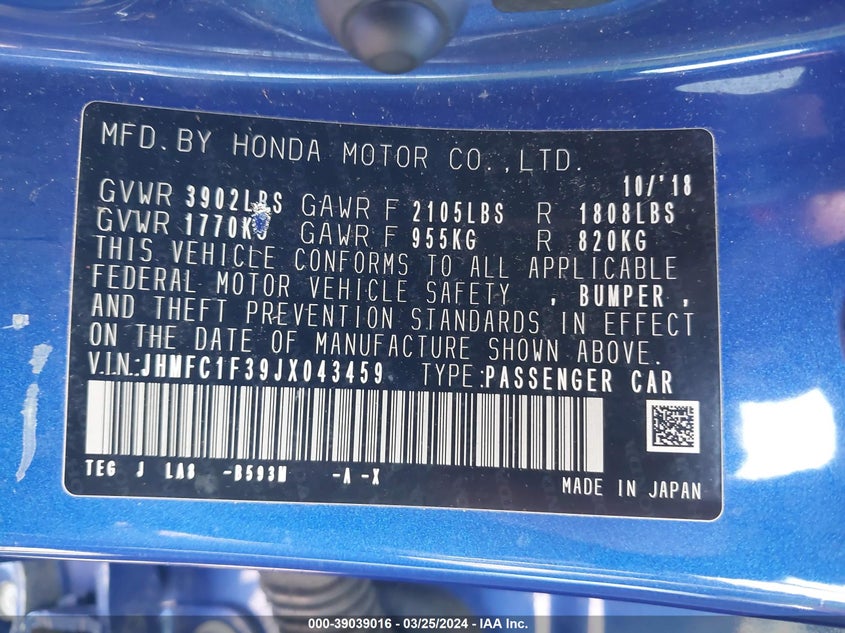 MFD. BY HONDA MOTOR CO., LTD.
10/'18
GVWR 3902LBS GAWR F 2105LBS R 1808LBS
GVWR 1770KG GAWR F 955KG R 820KG
THIS VEHICLE CONFORMS TO ALL APPLICABLE
FEDERAL MOTOR VEHICLE SAFETY , BUMPER ,
AND THEFT PREVENTION STANDARDS IN EFFECT
ON THE DATE OF MANUFACTURE SHOWN ABOVE.
V.I.N.:JHMFC1F39JX043459 TYPE:PASSENGER CAR
TEG J LA8 -B593M -A -X
MADE IN JAPAN
000-39039016 — 03/25/2024 — IAA Inc.